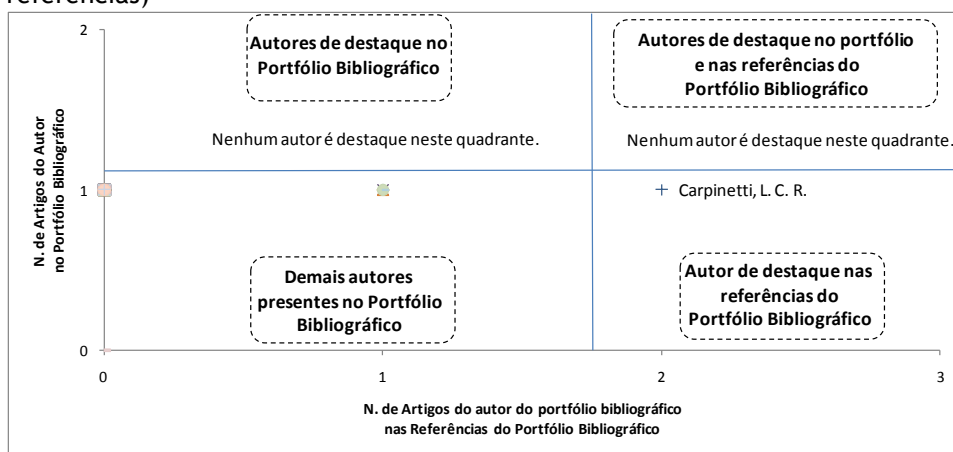 referências)
2
Autores de destaque no
Portfólio Bibliográfico
Autores de destaque no portfólio
e nas referências do
Portfólio Bibliográfico
Nenhum autor é destaque neste quadrante.
Nenhum autor é destaque neste quadrante.
N. de Artigos do Autor
no Portfólio Bibliográfico
1
Carpinetti, L. C. R.
Demais autores
presentes no Portfólio
Bibliográfico
Autor de destaque nas
referências do
Portfólio Bibliográfico
0
0
1
2
3
N. de Artigos do autor do portfólio bibliográfico
nas Referências do Portfólio Bibliográfico